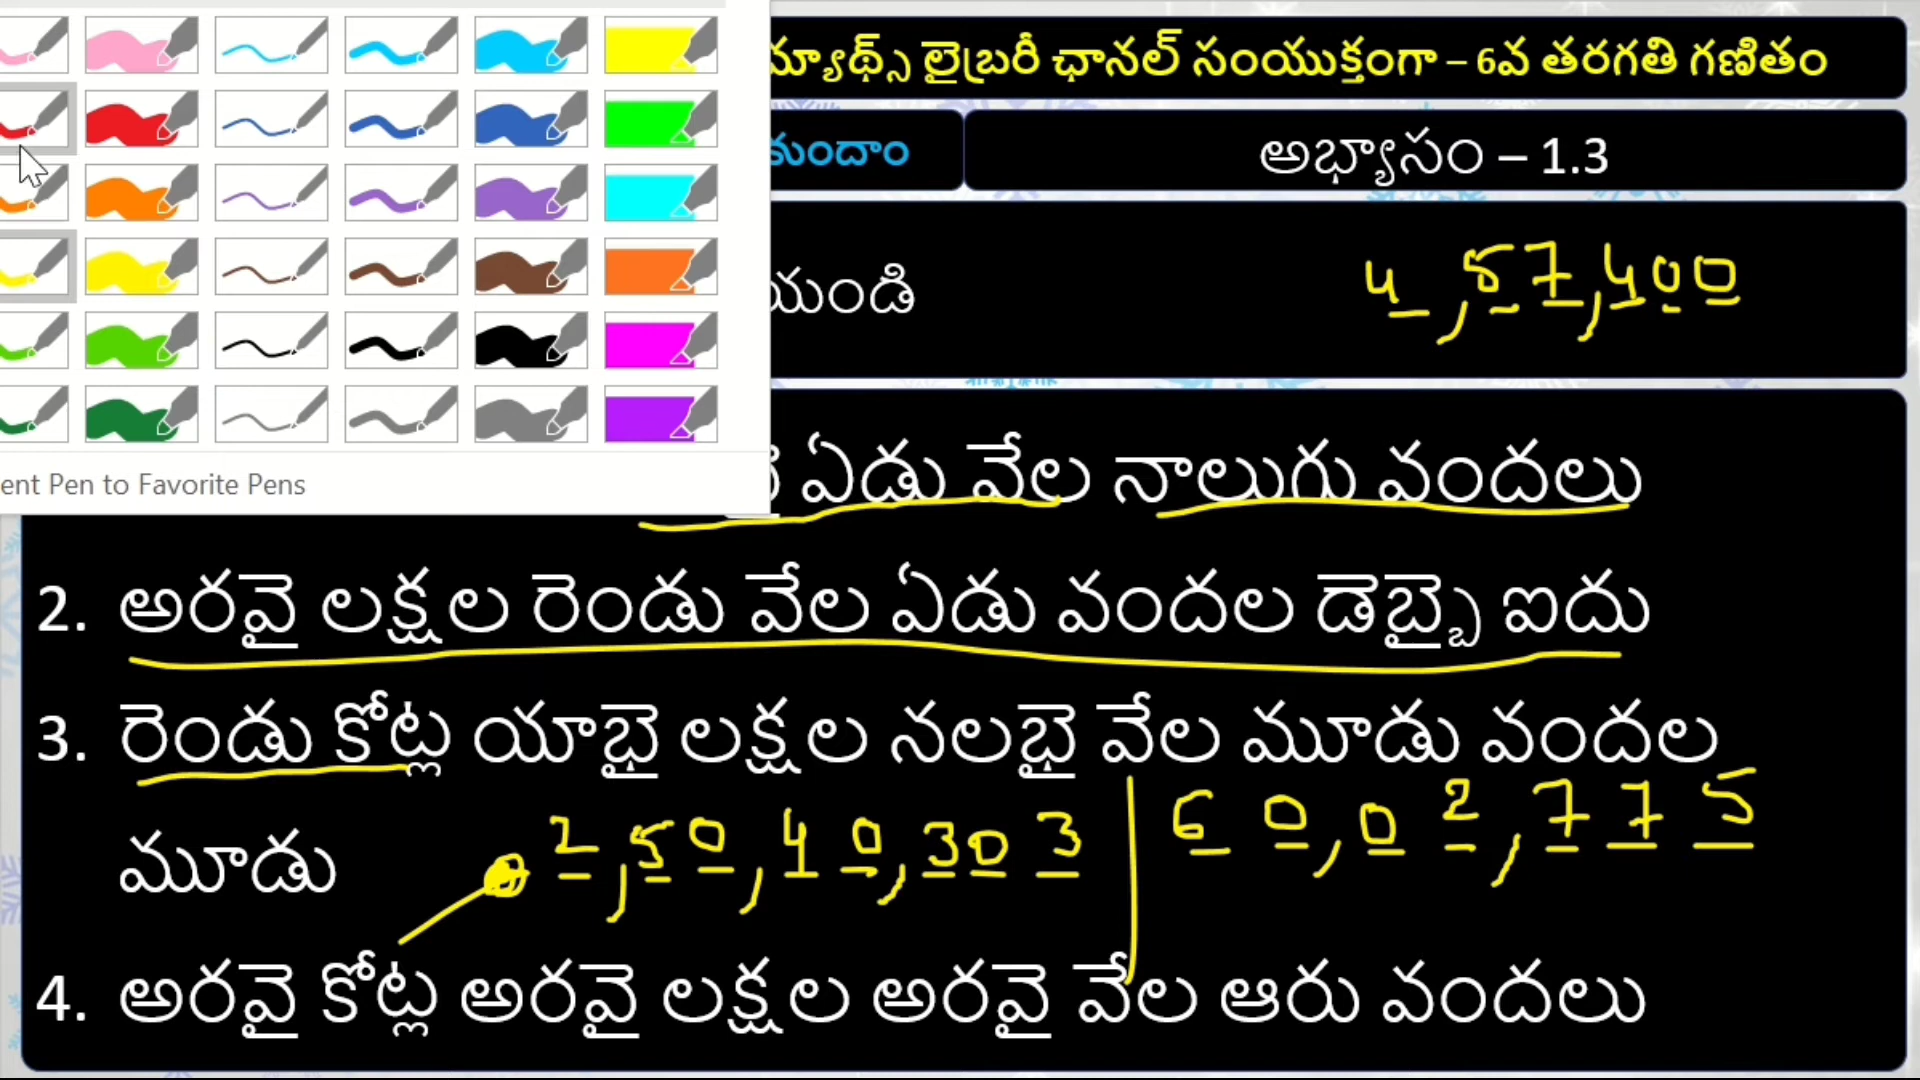 మ్యాథ్స్ లైబ్రరీ ఛానల్ సంయుక్తంగా – 6వ తరగతి గణితం
కుందాం
అభ్యాసం – 1.3
యండి
4,57,400
ent Pen to Favorite Pens
ఏడు వేల నాలుగు వందలు
2. అరవై లక్షల రెండు వేల ఏడు వందల డెబ్బై ఐదు
3. రెండు కోట్ల యాభై లక్షల నలభై వేల మూడు వందల
మూడు
2,50,40,303
60,02,775
4. అరవై కోట్ల అరవై లక్షల అరవై వేల ఆరు వందలు